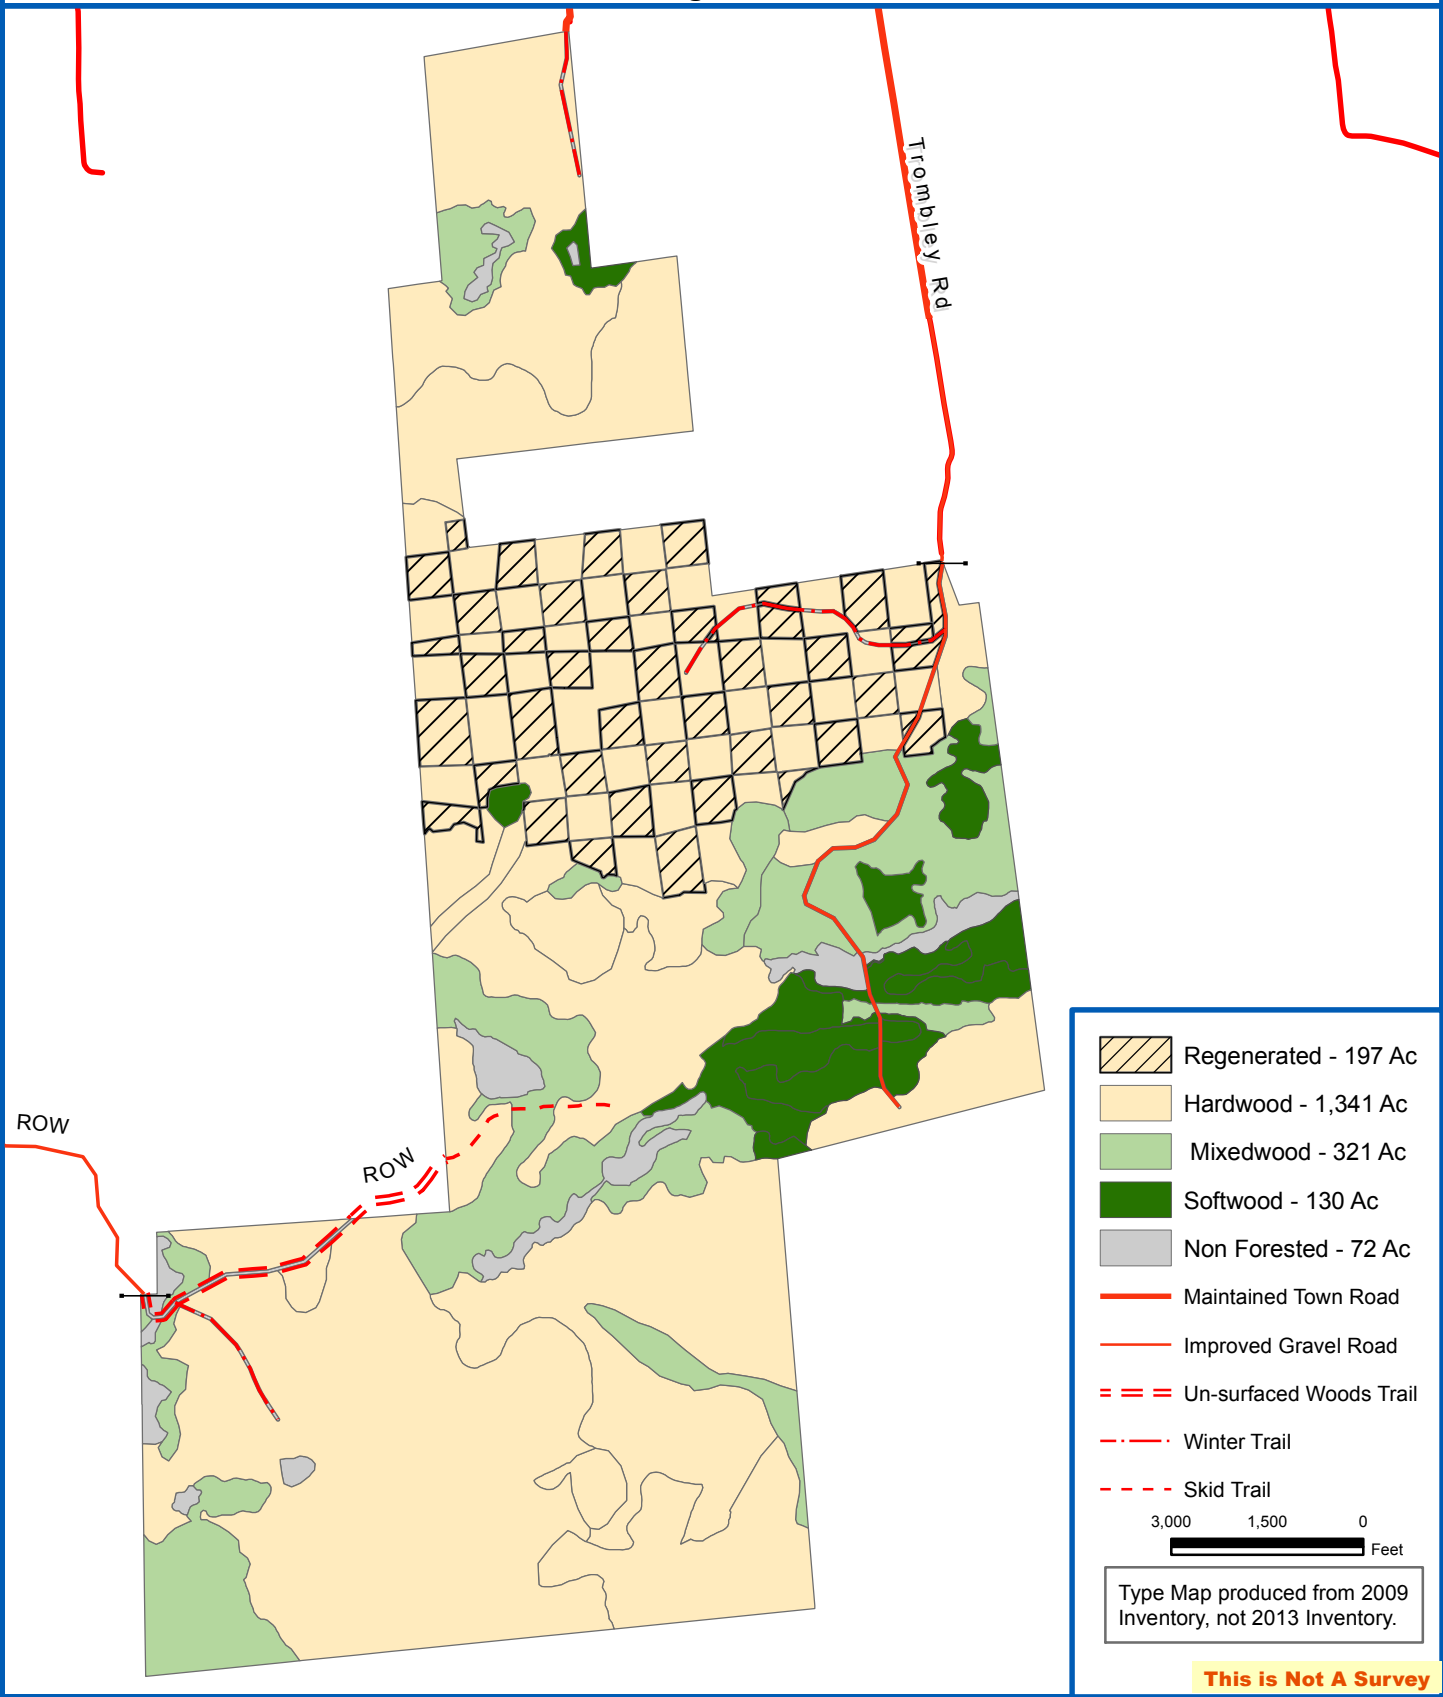 Trombley Rd
ROW
ROW
Regenerated - 197 Ac
Hardwood - 1,341 Ac
Mixedwood - 321 Ac
Softwood - 130 Ac
Non Forested - 72 Ac
Maintained Town Road
Improved Gravel Road
Un-surfaced Woods Trail
Winter Trail
Skid Trail
3,000 1,500 0
Feet
Type Map produced from 2009
Inventory, not 2013 Inventory.
This is Not A Survey